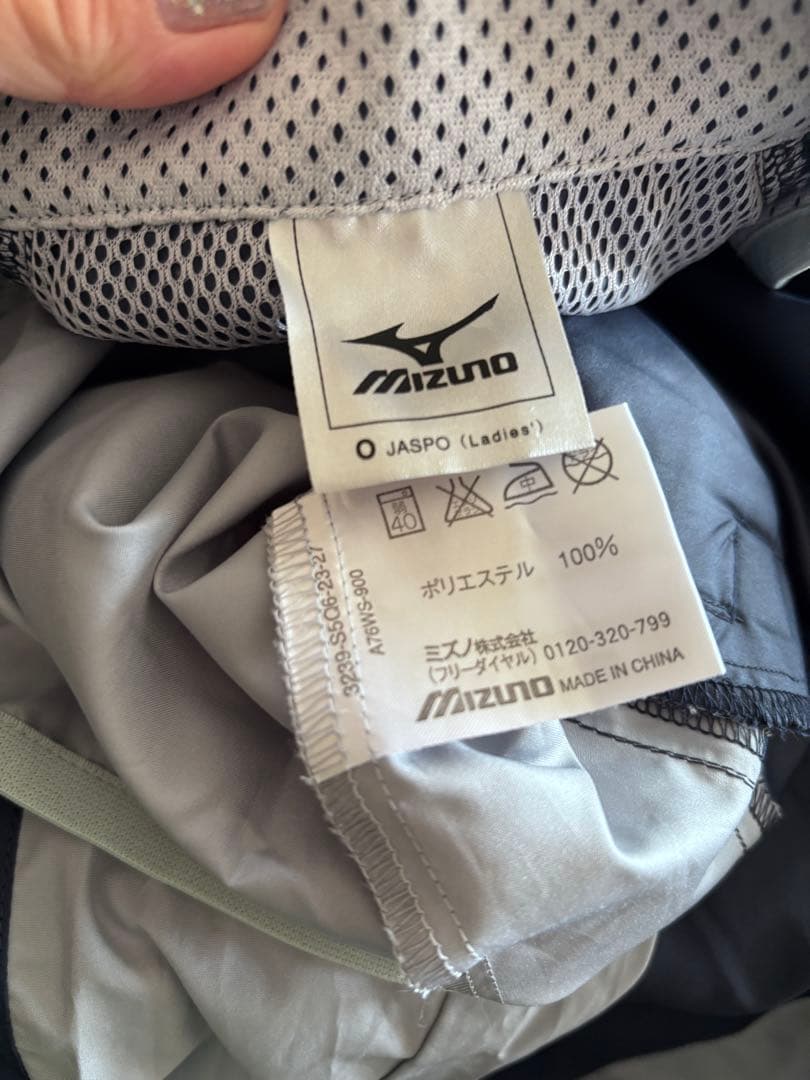 MIZUNO
O JASPO (Ladies')
弱
40
中
ポリエステル 100%
ミズノ株式会社
(フリーダイヤル) 0120-320-799
MIZUNO MADE IN CHINA
3239-S5Q6-23-27
A76WS-900